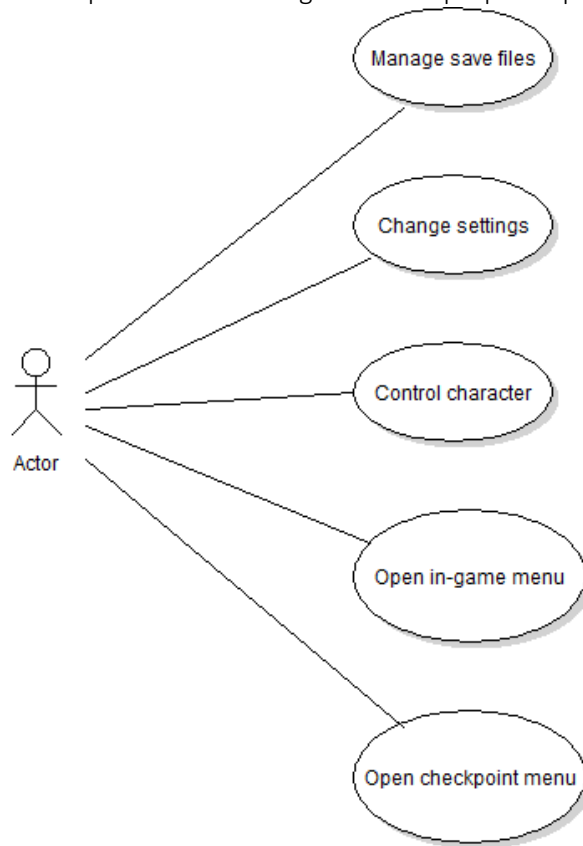 Manage save files
Change settings
Control character
Actor
Open in-game menu
Open checkpoint menu